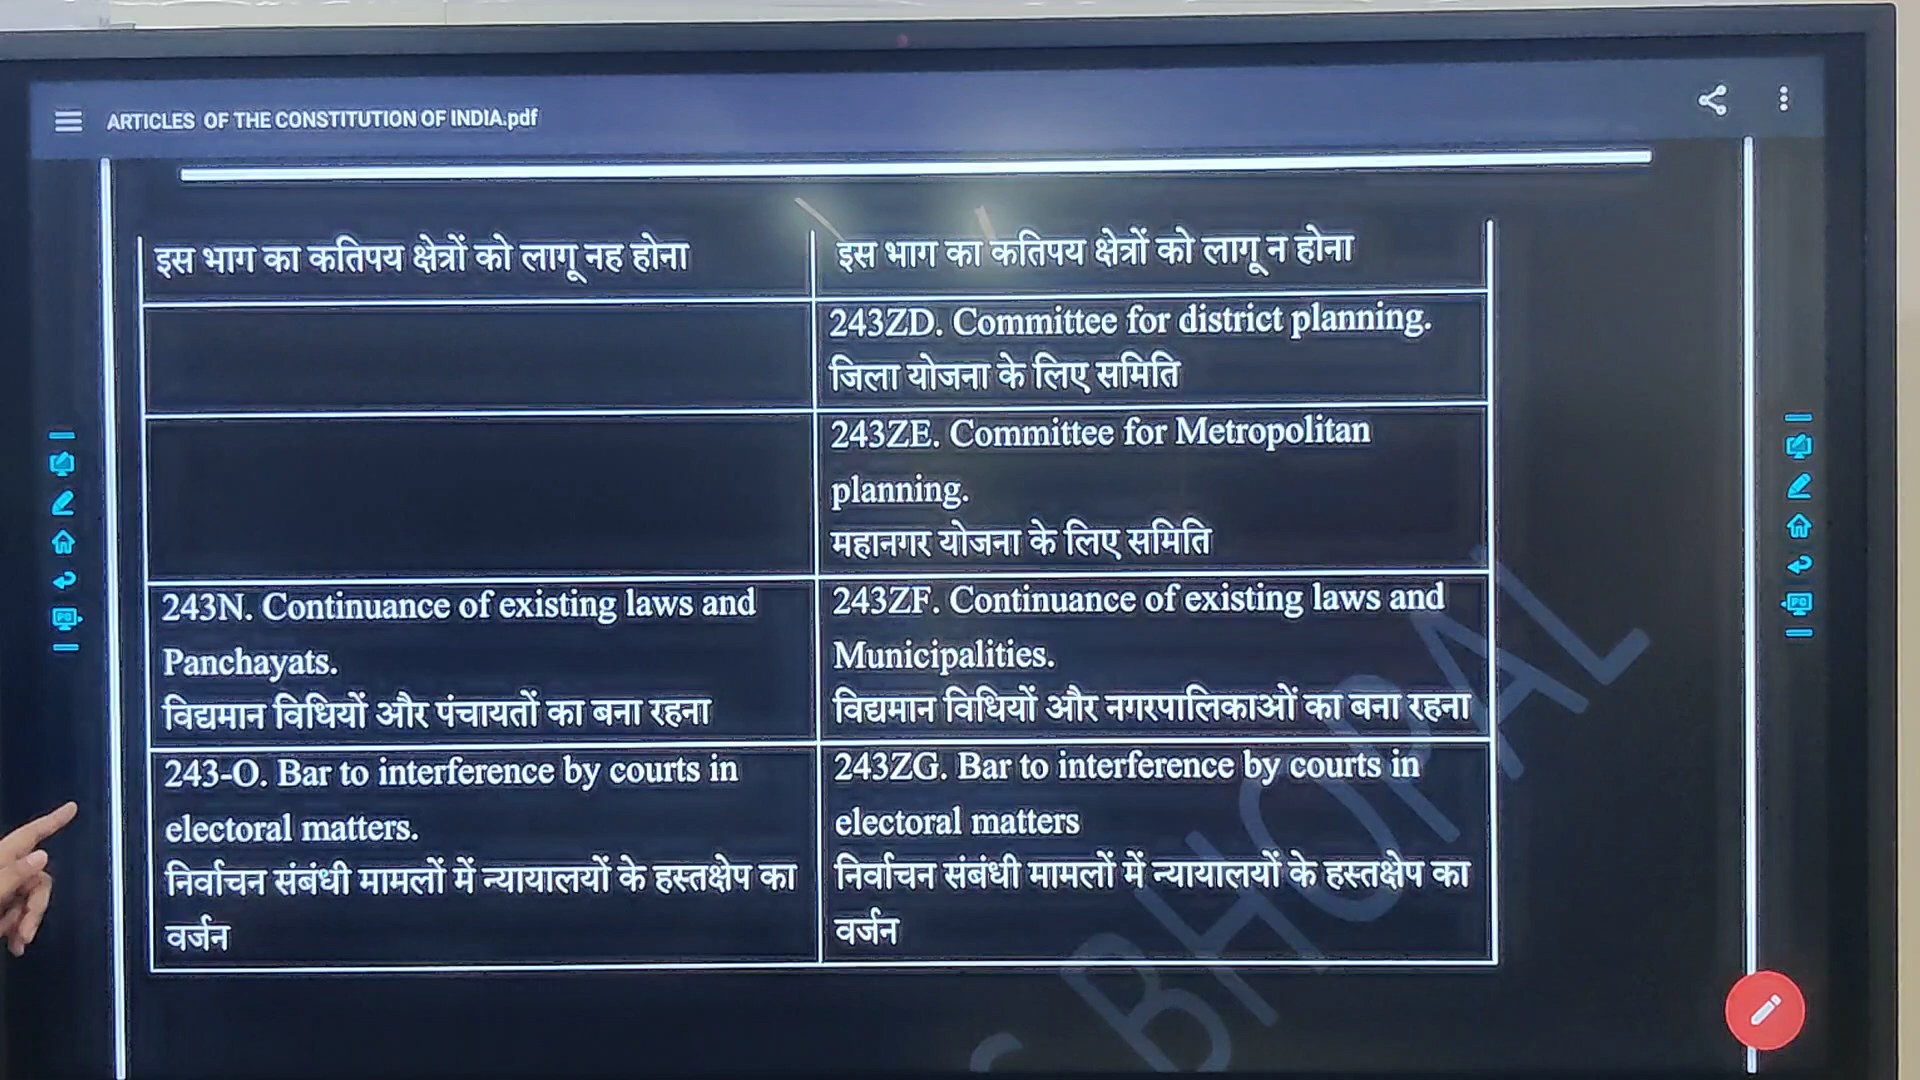 ARTICLES OF THE CONSTITUTION OF INDIA.pdf
इस भाग का कतिपय क्षेत्रों को लागू नह होना
इस भाग का कतिपय क्षेत्रों को लागू न होना
243ZD. Committee for district planning.
जिला योजना के लिए समिति
243ZE. Committee for Metropolitan
planning.
महानगर योजना के लिए समिति
243N. Continuance of existing laws and
Panchayats.
विद्यमान विधियों और पंचायतों का बना रहना
243ZF. Continuance of existing laws and
Municipalities.
विद्यमान विधियों और नगरपालिकाओं का बना रहना
243-O. Bar to interference by courts in
electoral matters.
निर्वाचन संबंधी मामलों में न्यायालयों के हस्तक्षेप का
वर्जन
243ZG. Bar to interference by courts in
electoral matters
निर्वाचन संबंधी मामलों में न्यायालयों के हस्तक्षेप का
वर्जन
BHOPAL